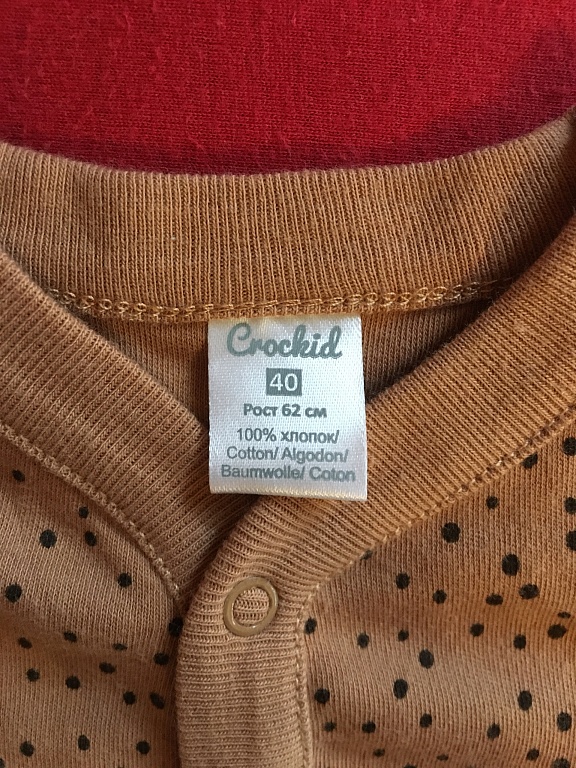 Crockid
40
Рост 62 см
100% хлопок/
Cotton/ Algodon/
Baumwolle/ Coton